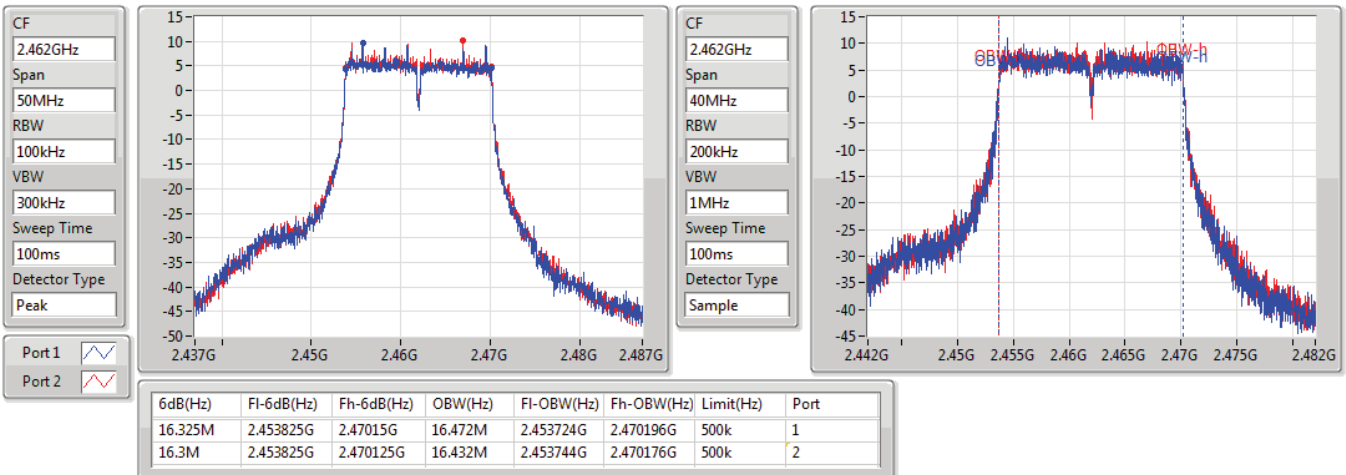 CF
2.462GHz
Span
50MHz
RBW
100kHz
VBW
300kHz
Sweep Time
100ms
Detector Type
Peak
Port 1
Port 2
15
10
5
0
-5
-10
-15
-20
-25
-30
-35
-40
-45
-50
2.437G 2.45G 2.46G 2.47G 2.48G 2.487G
CF
2.462GHz
Span
40MHz
RBW
200kHz
VBW
1MHz
Sweep Time
100ms
Detector Type
Sample
15
10
5
0
-5
-10
-15
-20
-25
-30
-35
-40
-45
OBW-h
2.442G 2.45G 2.455G 2.46G 2.465G 2.47G 2.475G 2.482G
6dB(Hz) Fl-6dB(Hz) Fh-6dB(Hz) OBW(Hz) Fl-OBW(Hz) Fh-OBW(Hz) Limit(Hz) Port
16.325M 2.453825G 2.47015G 16.472M 2.453724G 2.470196G 500k 1
16.3M 2.453825G 2.470125G 16.432M 2.453744G 2.470176G 500k 2